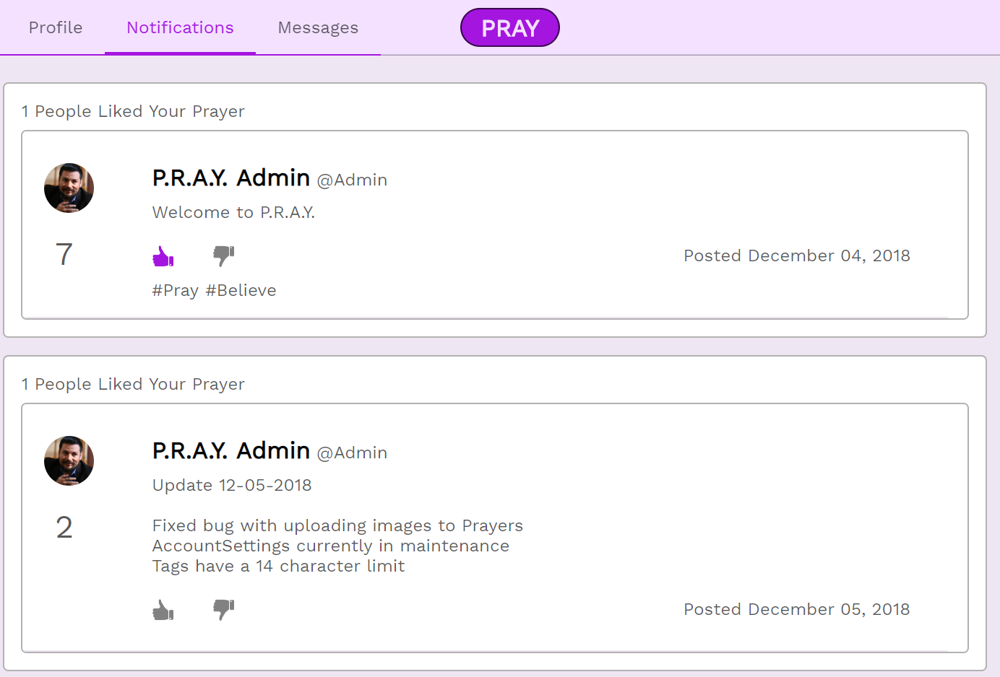 Profile Notifications Messages PRAY
1 People Liked Your Prayer
P.R.A.Y. Admin @Admin
Welcome to P.R.A.Y.
7 Posted December 04, 2018
#Pray #Believe
1 People Liked Your Prayer
P.R.A.Y. Admin @Admin
Update 12-05-2018
2
Fixed bug with uploading images to Prayers
AccountSettings currently in maintenance
Tags have a 14 character limit
Posted December 05, 2018